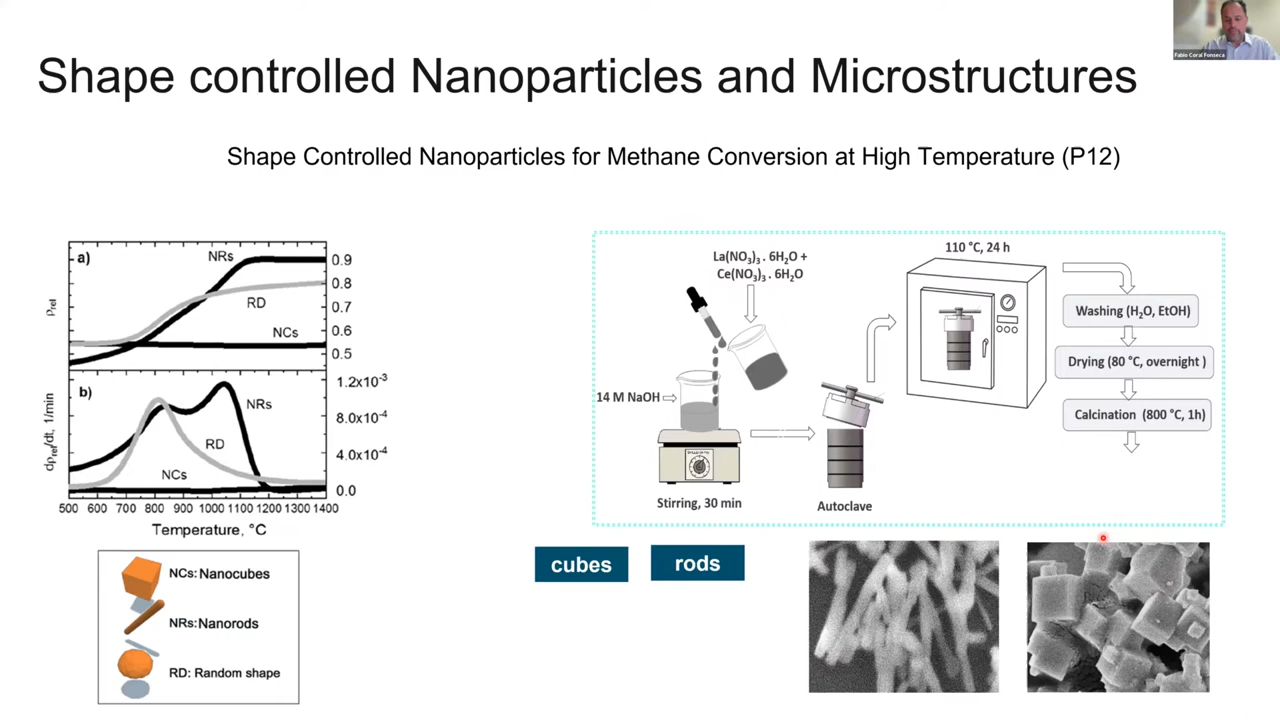 Fabio Coral Fonseca
Shape controlled Nanoparticles and Microstructures
Shape Controlled Nanoparticles for Methane Conversion at High Temperature (P12)
a)
NRs
RD
NCs
ρrel
0.9
0.8
0.7
0.6
0.5
b)
NRs
RD
NCs
dρrel/dt, 1/min
1.2x10⁻³
8.0x10⁻⁴
4.0x10⁻⁴
0.0
500 600 700 800 900 1000 1100 1200 1300 1400
Temperature, °C
NCs: Nanocubes
NRs: Nanorods
RD: Random shape
La(NO₃)₃ . 6H₂O +
Ce(NO₃)₃ . 6H₂O
14 M NaOH
Stirring, 30 min
Autoclave
110 °C, 24 h
Washing (H₂O, EtOH)
Drying (80 °C, overnight )
Calcination (800 °C, 1h)
cubes
rods